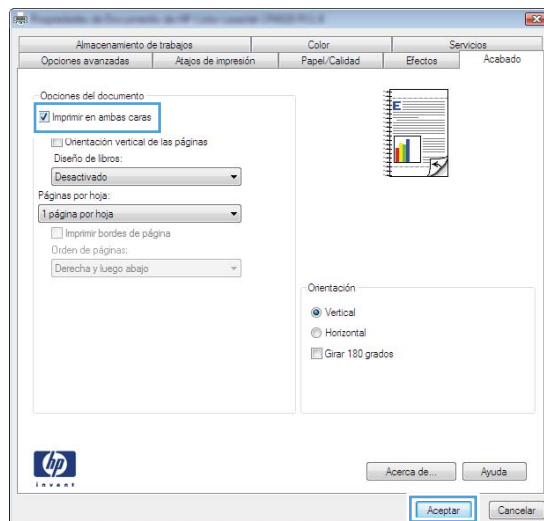 Almacenamiento de trabajos Color Servicios
Opciones avanzadas Atajos de impresión Papel/Calidad Efectos Acabado
Opciones del documento
Imprimir en ambas caras
Orientación vertical de las páginas
Diseño de libros:
Desactivado
Páginas por hoja:
1 página por hoja
Imprimir bordes de página
Orden de páginas:
Derecha y luego abajo
E
Orientación
Vertical
Horizontal
Girar 180 grados
hp
invent
Acerca de... Ayuda
Aceptar Cancelar